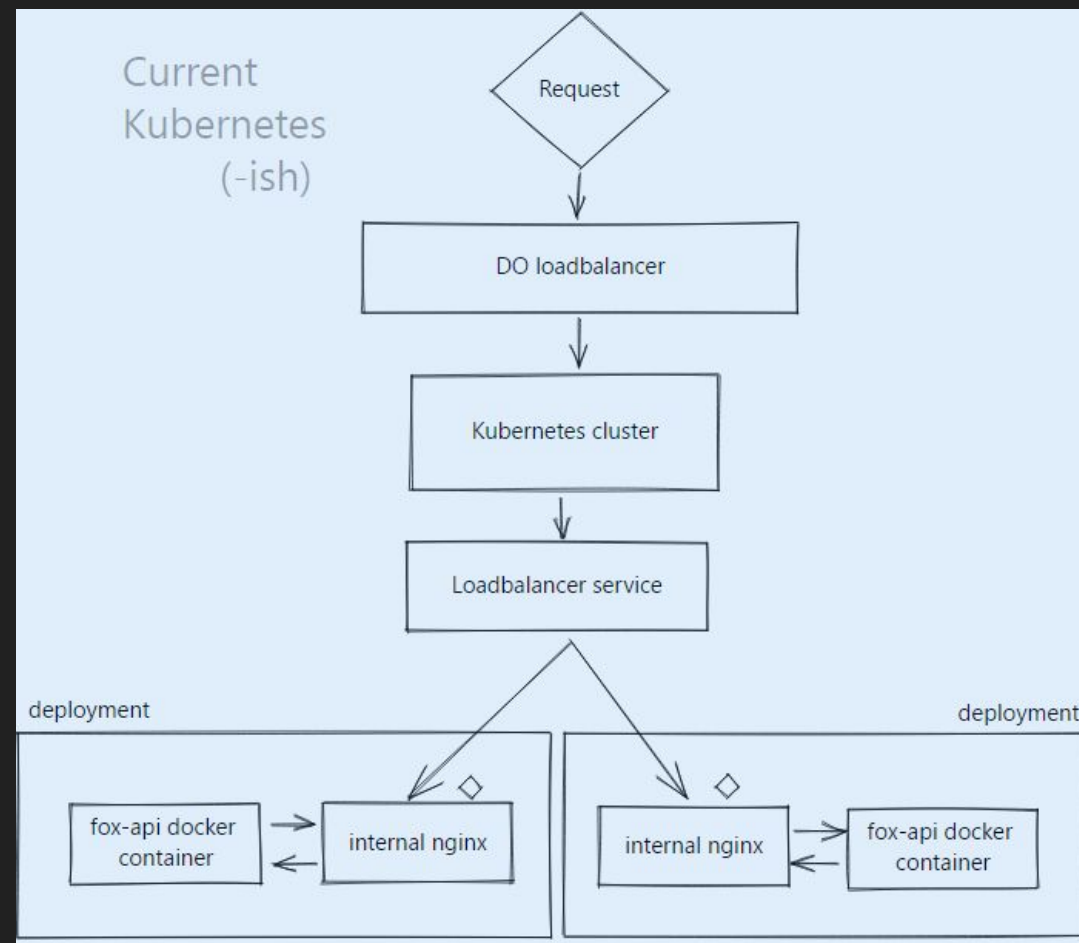 Current
Kubernetes
(-ish)
Request
DO loadbalancer
Kubernetes cluster
Loadbalancer service
deployment
deployment
fox-api docker
container
internal nginx
internal nginx
fox-api docker
container